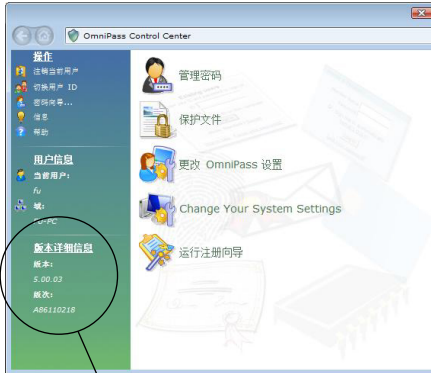 OmniPass Control Center
操作
注销当前用户
切换用户 ID
密码向导...
信息
帮助
用户信息
当前用户:
fu
域:
Fu-PC
版本详细信息
版本:
5.00.03
版次:
AB6110218
管理密码
保护文件
更改 OmniPass 设置
Change Your System Settings
运行注册向导